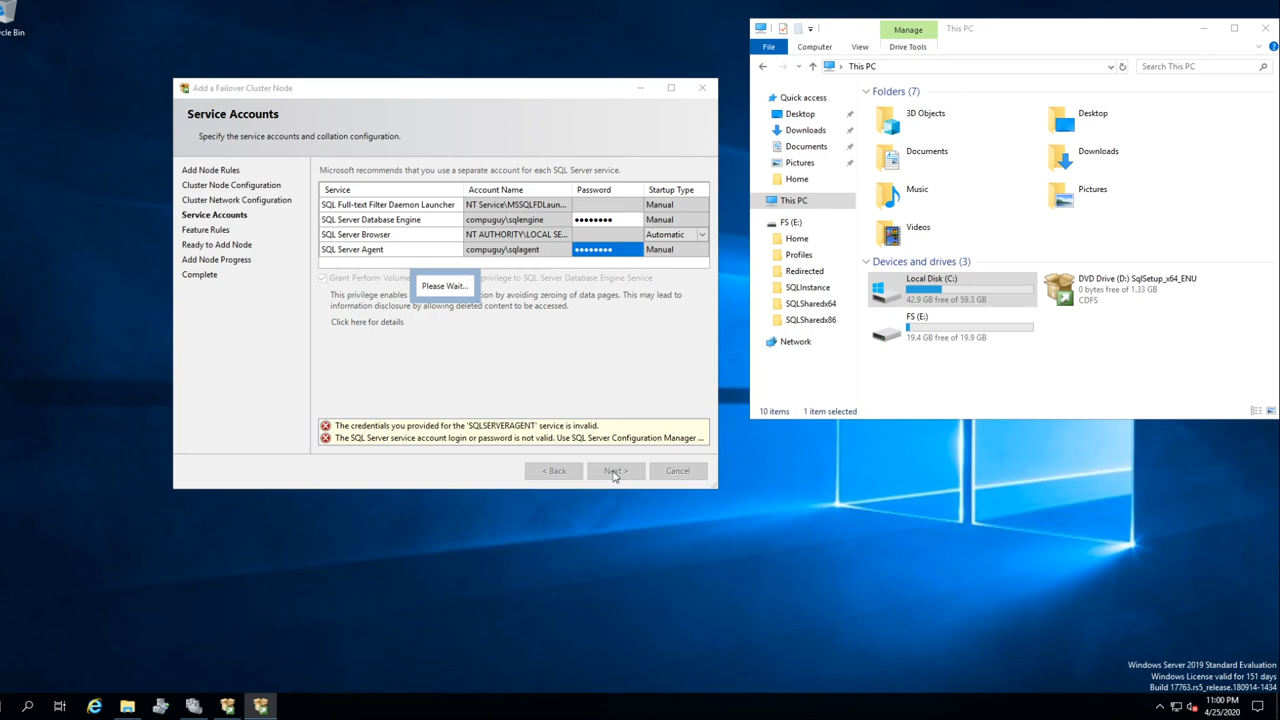 cle Bin
Add a Failover Cluster Node
Service Accounts
Specify the service accounts and collation configuration.
Add Node Rules
Cluster Node Configuration
Cluster Network Configuration
Service Accounts
Feature Rules
Ready to Add Node
Add Node Progress
Complete
Microsoft recommends that you use a separate account for each SQL Server service.
Service Account Name Password Startup Type
SQL Full-text Filter Daemon Launcher NT Service\MSSQLFDLaun... Manual
SQL Server Database Engine compuguy\sqlengine ●●●●●●●● Manual
SQL Server Browser NT AUTHORITY\LOCAL SE... Automatic
SQL Server Agent compuguy\sqlagent ●●●●●●●● Manual
Grant Perform Volume ivilege to SQL Server Database Engine Service
Please Wait...
This privilege enables ion by avoiding zeroing of data pages. This may lead to
information disclosure by allowing deleted content to be accessed.
Click here for details
The credentials you provided for the 'SQLSERVERAGENT' service is invalid.
The SQL Server service account login or password is not valid. Use SQL Server Configuration Manager ...
< Back Next > Cancel
Manage This PC
File Computer View Drive Tools
This PC Search This PC
Quick access
Desktop
Downloads
Documents
Pictures
Home
This PC
FS (E:)
Home
Profiles
Redirected
SQLInstance
SQLSharedx64
SQLSharedx86
Network
Folders (7)
3D Objects Desktop
Documents Downloads
Music Pictures
Videos
Devices and drives (3)
Local Disk (C:)
42.9 GB free of 59.3 GB
DVD Drive (D:) SqlSetup_x64_ENU
0 bytes free of 1.33 GB
CDFS
FS (E:)
19.4 GB free of 19.9 GB
10 items 1 item selected
Windows Server 2019 Standard Evaluation
Windows License valid for 151 days
Build 17763.rs5_release.180914-1434
11:00 PM
4/25/2020